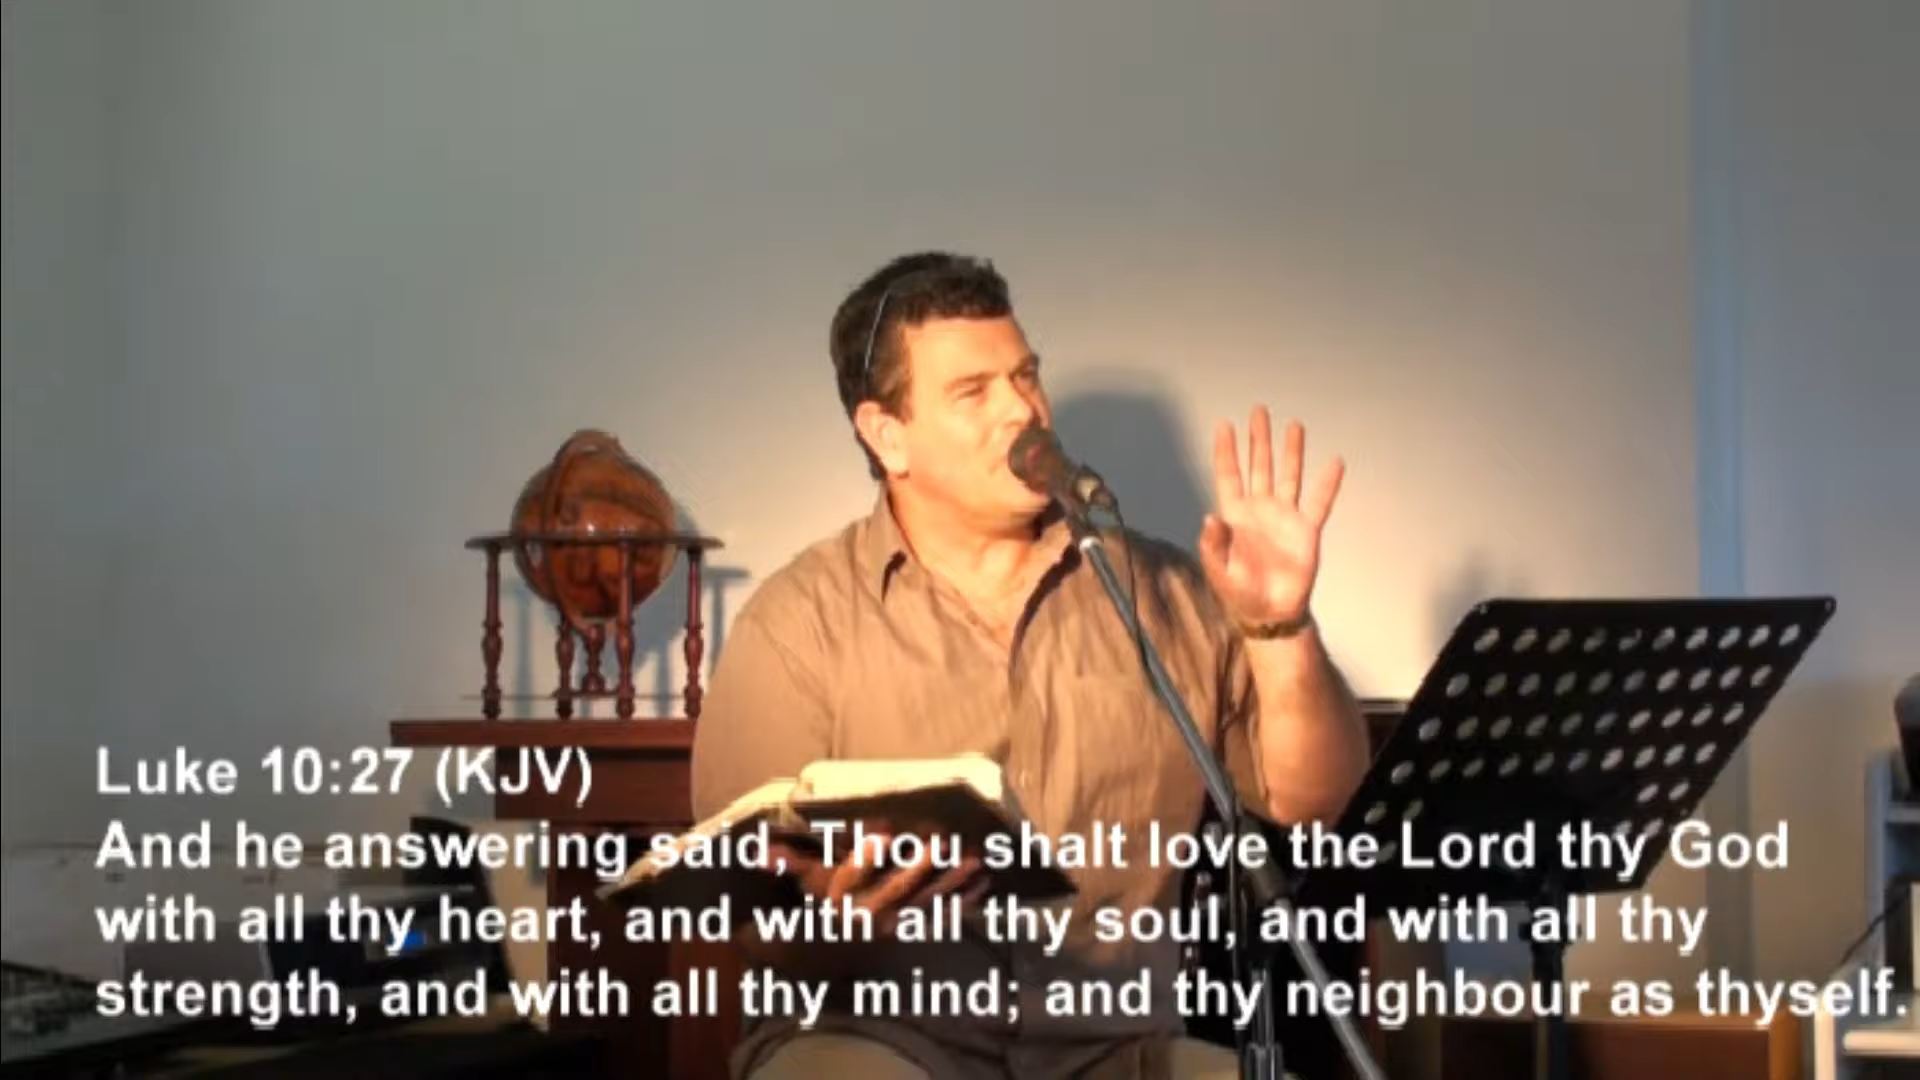 Luke 10:27 (KJV)
And he answering said, Thou shalt love the Lord thy God
with all thy heart, and with all thy soul, and with all thy
strength, and with all thy mind; and thy neighbour as thyself.